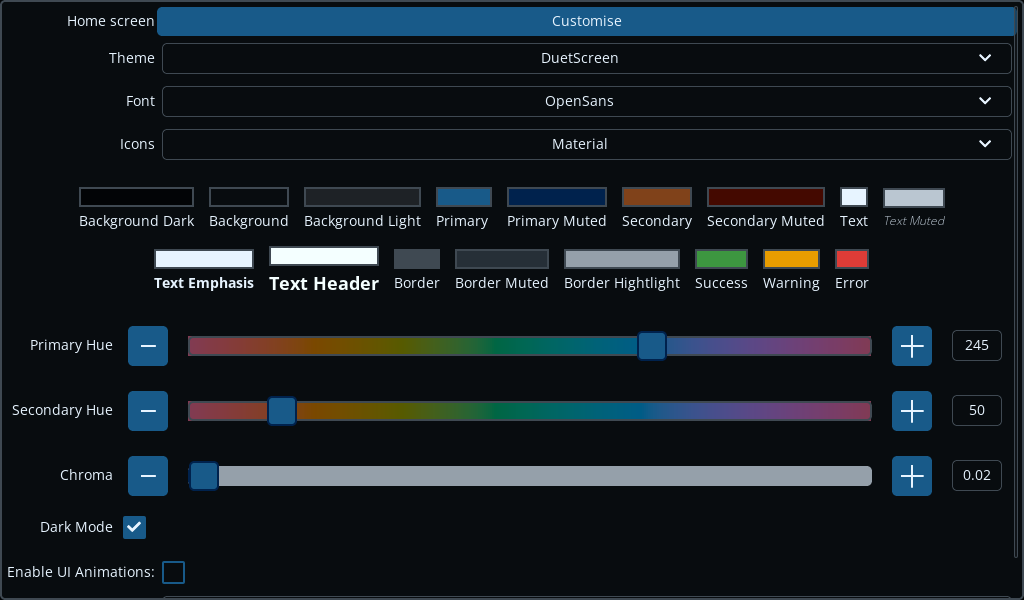 Home screen Customise
Theme DuetScreen
Font OpenSans
Icons Material
Background Dark Background Background Light Primary Primary Muted Secondary Secondary Muted Text Text Muted
Text Emphasis Text Header Border Border Muted Border Hightlight Success Warning Error
Primary Hue 245
Secondary Hue 50
Chroma 0.02
Dark Mode
Enable UI Animations: